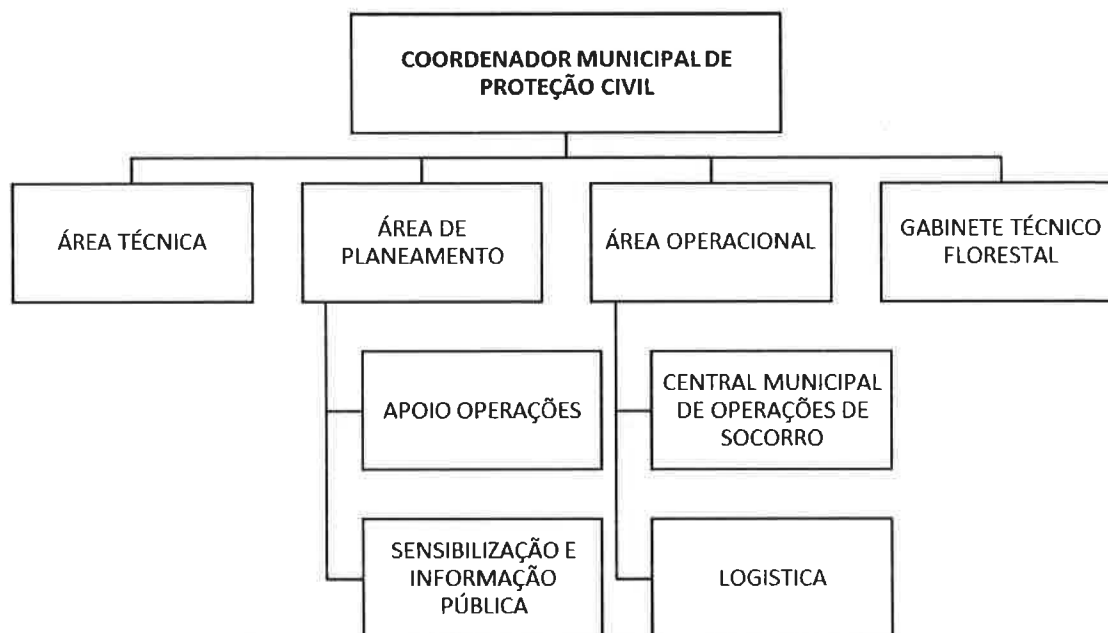 COORDENADOR MUNICIPAL DE
PROTEÇÃO CIVIL
ÁREA TÉCNICA
ÁREA DE
PLANEAMENTO
ÁREA OPERACIONAL
GABINETE TÉCNICO
FLORESTAL
APOIO OPERAÇÕES
CENTRAL MUNICIPAL
DE OPERAÇÕES DE
SOCORRO
SENSIBILIZAÇÃO E
INFORMAÇÃO
PÚBLICA
LOGISTICA